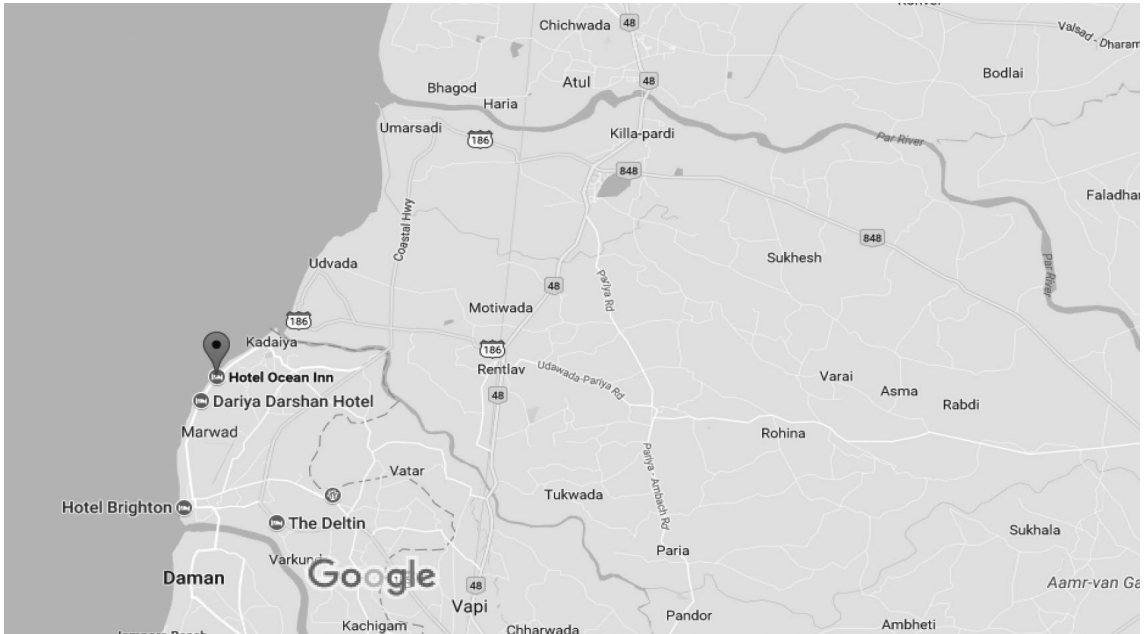 Chichwada
48
Valsad - Dharam
Bodlai
48
Atul
Bhagod
Haria
Umarsadi
186
Killa-pardi
Par River
848
Faladhar
Coastal Hwy
848
Sukhesh
Udvada
Par River
Pariya Rd
48
Motiwada
186
Kadaiya
186
Rentlav
Hotel Ocean Inn
Udawada-Pariya Rd
Varai
Asma
Rabdi
48
Dariya Darshan Hotel
Marwad
Rohina
Vatar
Pariya - Ambach Rd
Tukwada
Hotel Brighton
The Deltin
Sukhala
Paria
Varkund
Google
Daman
48
Aamr-van Ga
Vapi
Pandor
Kachigam
Chharwada
Ambheti